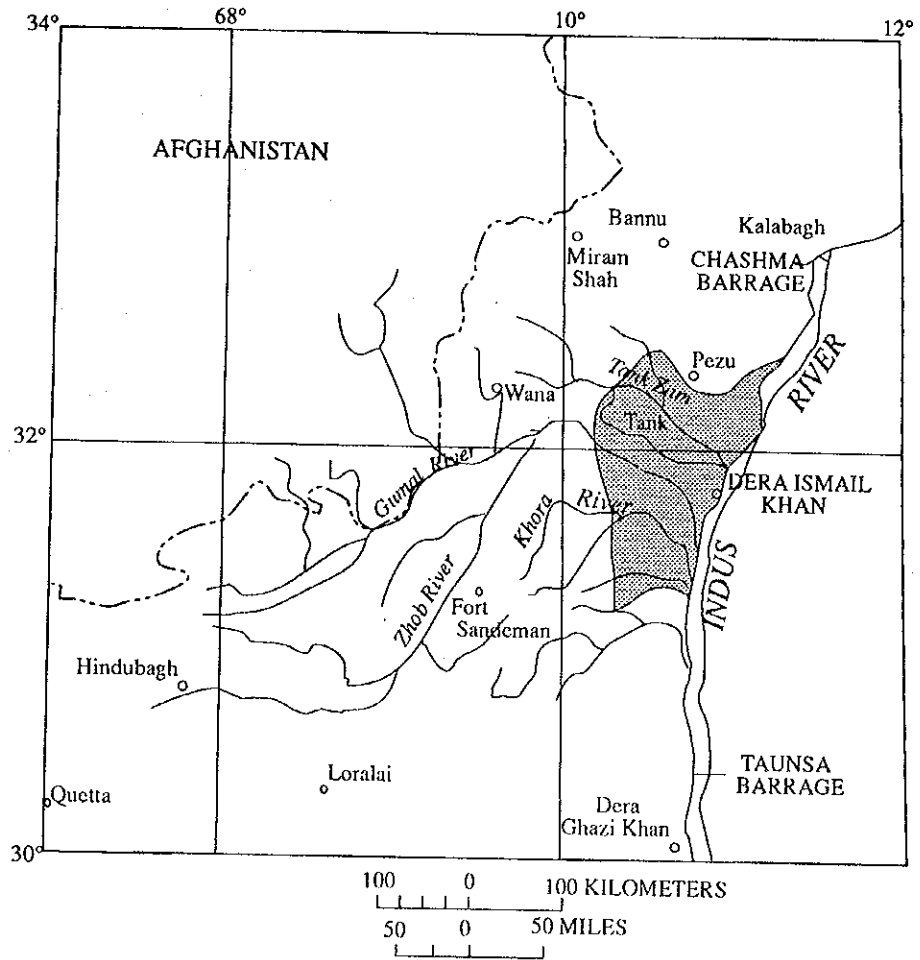 34°
68°
10°
12°
AFGHANISTAN
Bannu
Miram
Shah
Kalabagh
CHASHMA
BARRAGE
Pezu
Tank Zam
Wana
Tank
RIVER
32°
Gumal River
DERA ISMAIL
KHAN
Khora
River
INDUS
Zhob River
Fort
Sandeman
Hindubagh
TAUNSA
BARRAGE
Loralai
Quetta
Dera
Ghazi Khan
30°
100 0 100 KILOMETERS
50 0 50 MILES